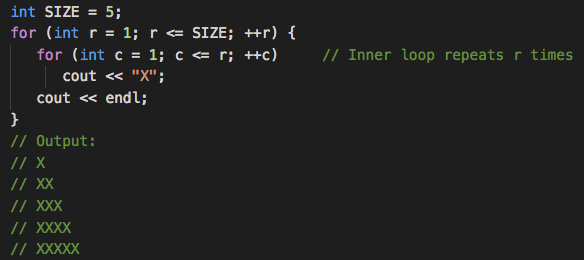 int SIZE = 5;
for (int r = 1; r <= SIZE; ++r) {
   for (int c = 1; c <= r; ++c)     // Inner loop repeats r times
      cout << "X";
   cout << endl;
}
// Output:
// X
// XX
// XXX
// XXXX
// XXXXX